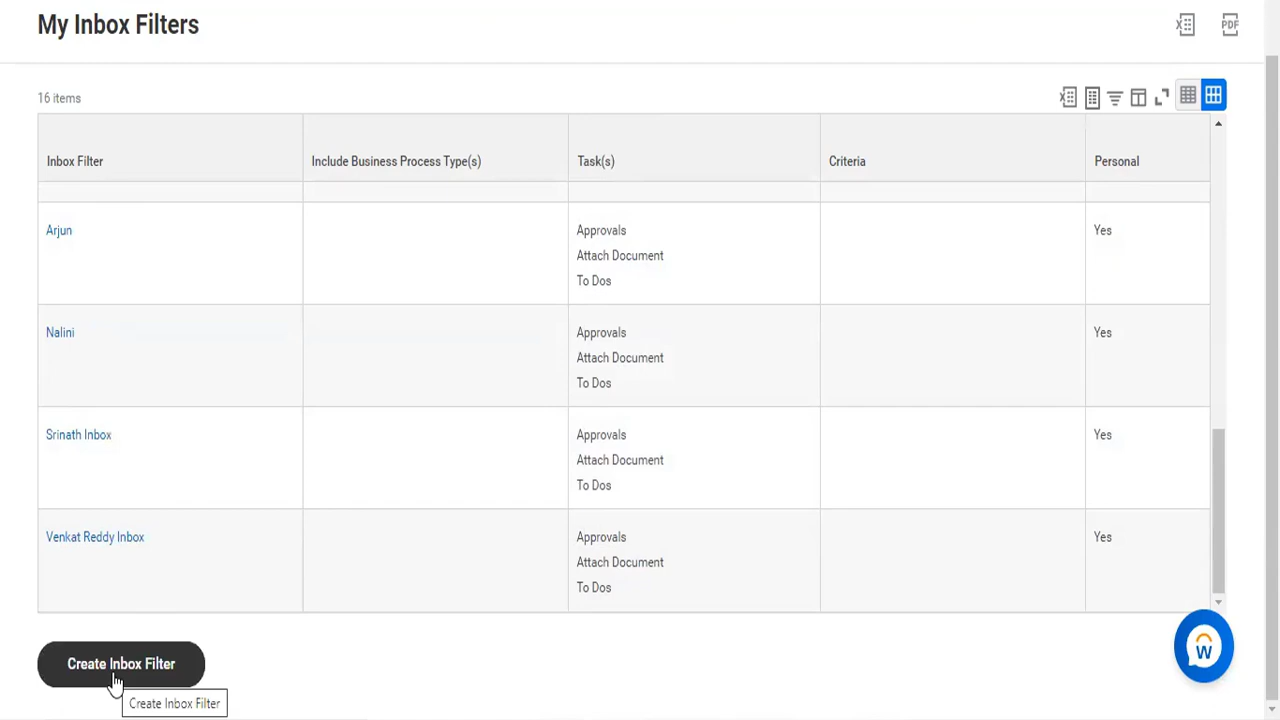 My Inbox Filters
PDF
16 items
Inbox Filter Include Business Process Type(s) Task(s) Criteria Personal
Arjun Approvals Yes
Attach Document
To Dos
Nalini Approvals Yes
Attach Document
To Dos
Srinath Inbox Approvals Yes
Attach Document
To Dos
Venkat Reddy Inbox Approvals Yes
Attach Document
To Dos
W
Create Inbox Filter
Create Inbox Filter